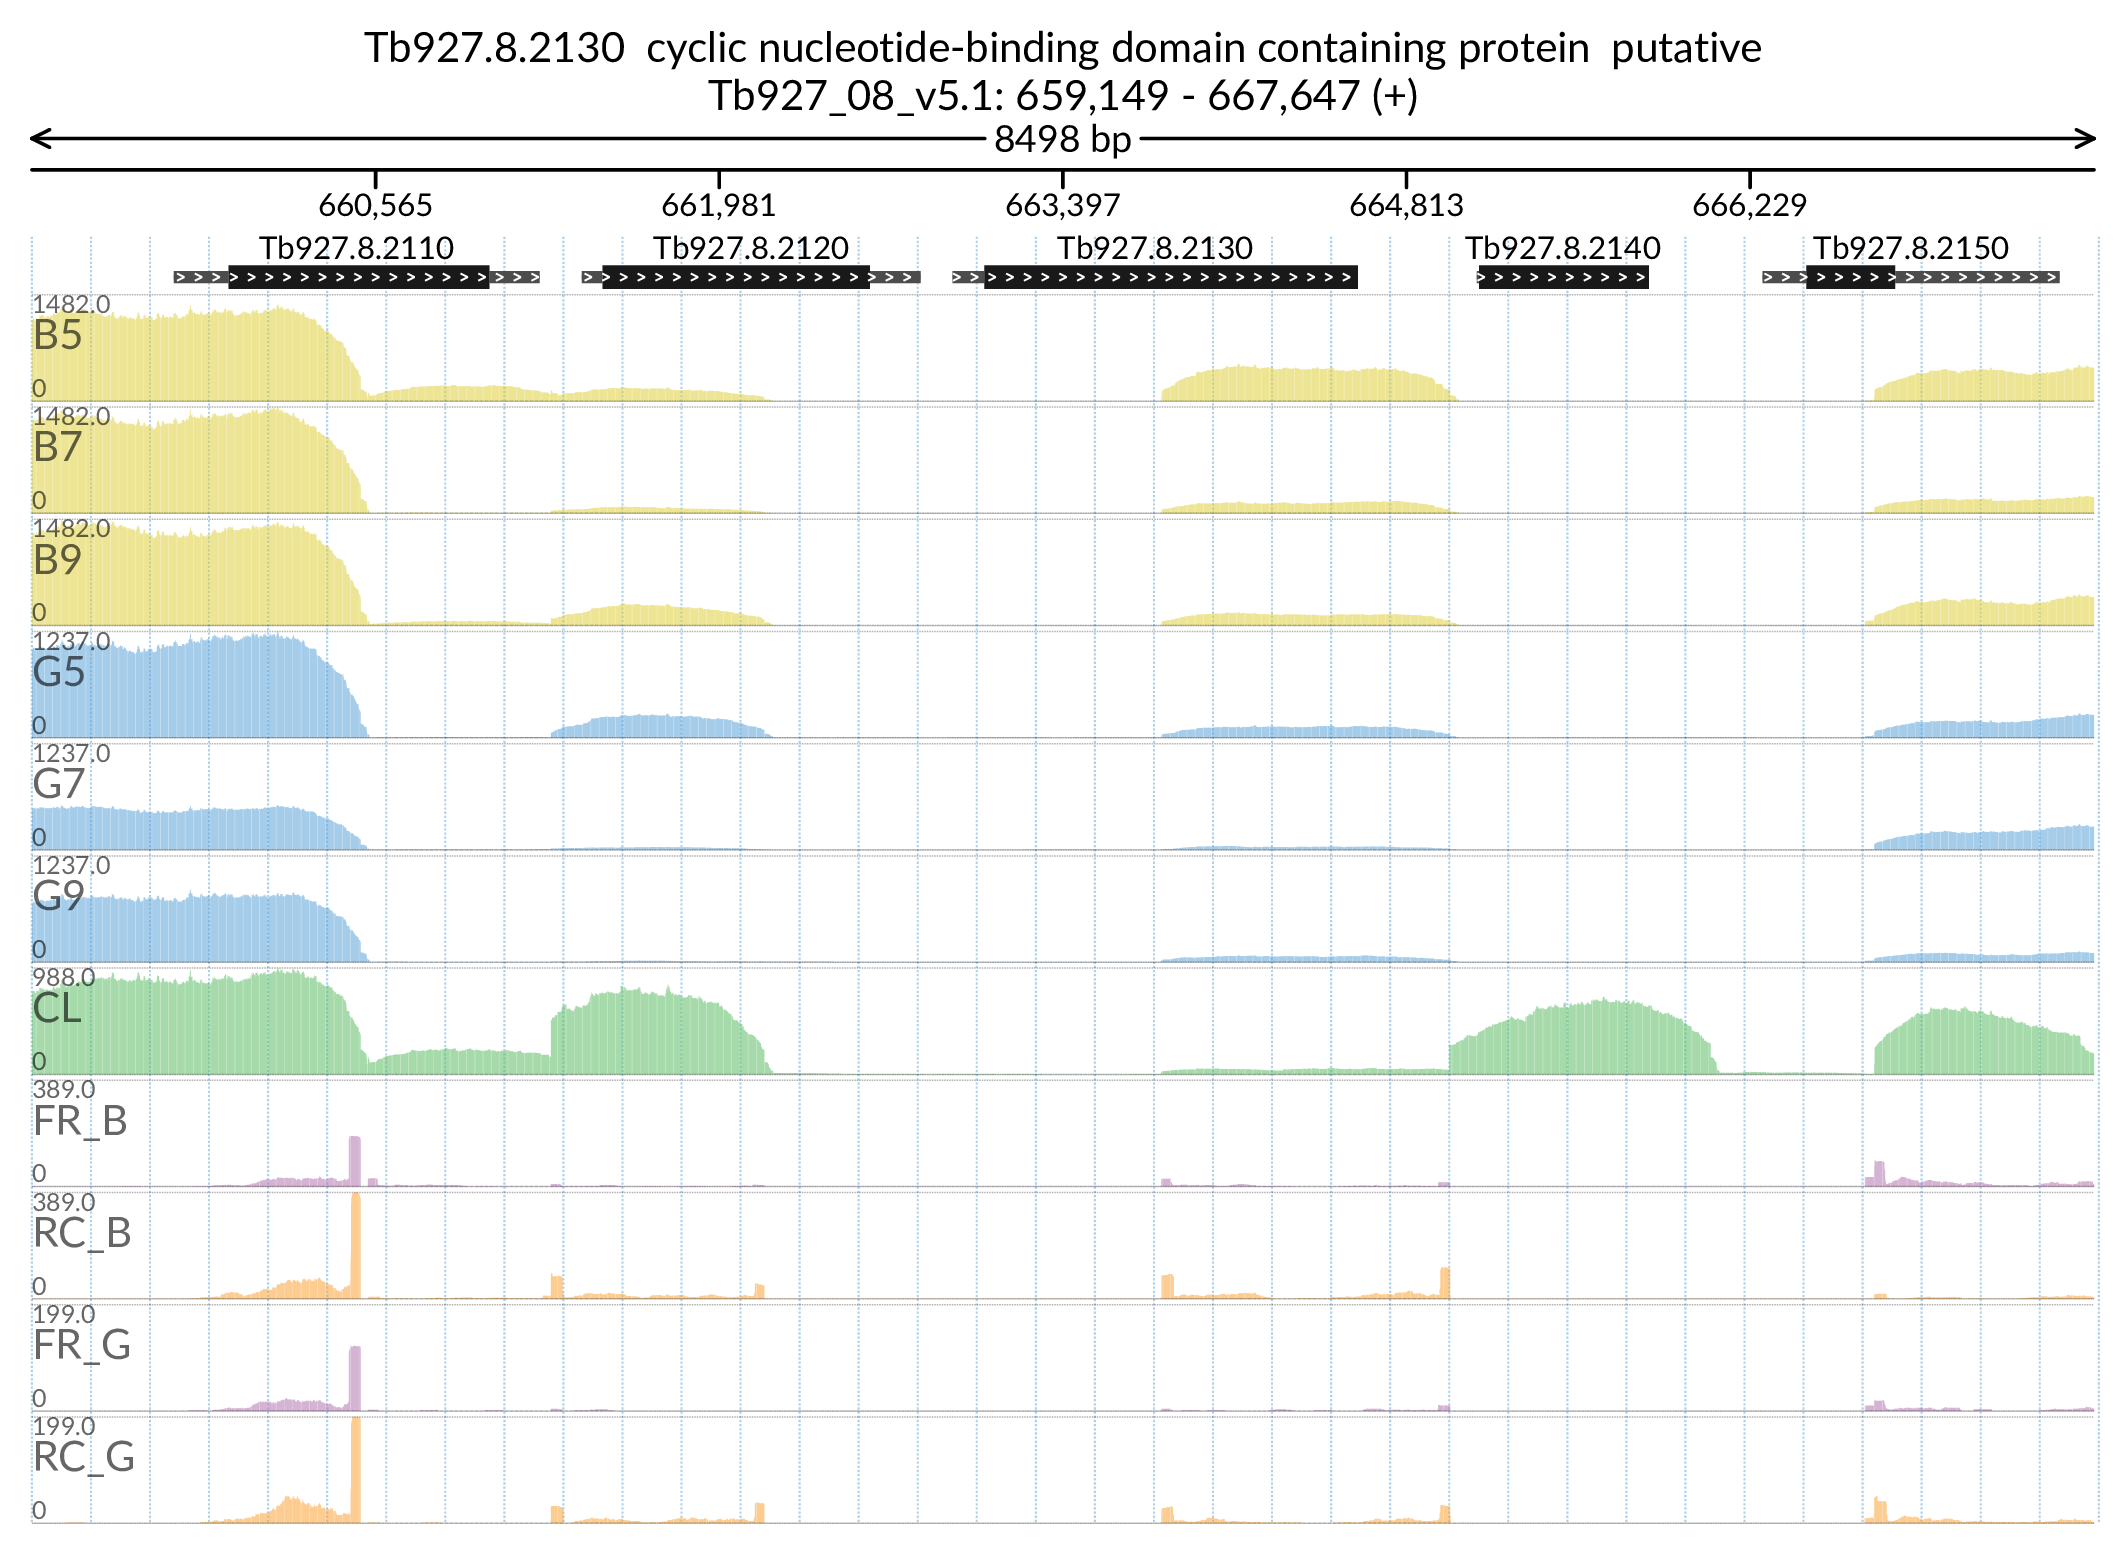 Tb927.8.2130  cyclic nucleotide-binding domain containing protein  putative
Tb927_08_v5.1: 659,149 - 667,647 (+)
8498 bp
660,565 661,981 663,397 664,813 666,229
Tb927.8.2110 Tb927.8.2120 Tb927.8.2130 Tb927.8.2140 Tb927.8.2150
1482.0
B5
0
1482.0
B7
0
1482.0
B9
0
1237.0
G5
0
1237.0
G7
0
1237.0
G9
0
988.0
CL
0
389.0
FR_B
0
389.0
RC_B
0
199.0
FR_G
0
199.0
RC_G
0